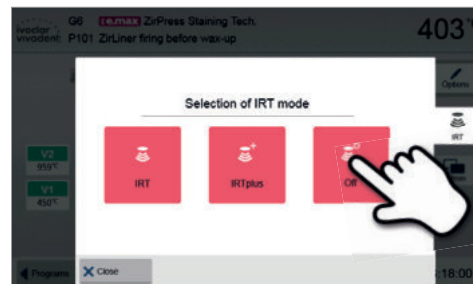 ivoclar vivadent
G6 IPS e.max ZirPress Staining Tech.
P101 ZirLiner firing before wax-up
403°
Options
Selection of IRT mode
IRT
IRT
IRTplus
Off
V2
959°C
V1
450°C
Programs
Close
:18:00